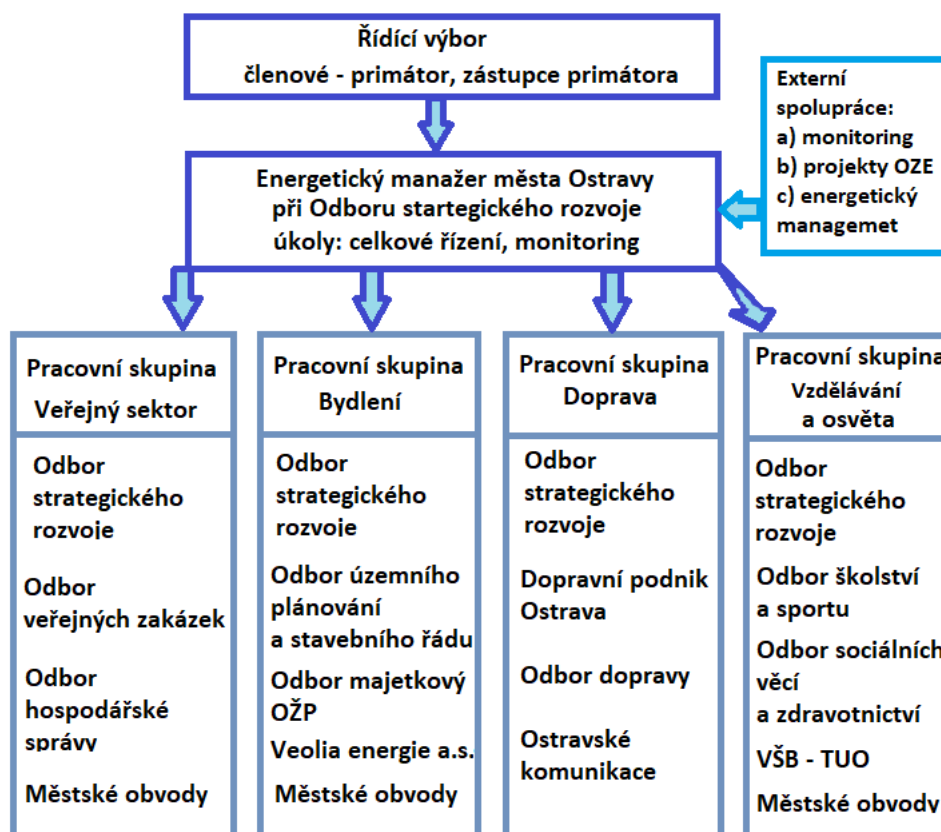 Řídící výbor
členové - primátor, zástupce primátora
Externí
spolupráce:
a) monitoring
b) projekty OZE
c) energetický
managemet
Energetický manažer města Ostravy
při Odboru startegického rozvoje
úkoly: celkové řízení, monitoring
Pracovní skupina
Veřejný sektor
Odbor
strategického
rozvoje
Odbor
veřejných zakázek
Odbor
hospodářské
správy
Městské obvody
Pracovní skupina
Bydlení
Odbor
strategického
rozvoje
Odbor územního
plánování
a stavebního řádu
Odbor majetkový
OŽP
Veolia energie a.s.
Městské obvody
Pracovní skupina
Doprava
Odbor
strategického
rozvoje
Dopravní podnik
Ostrava
Odbor dopravy
Ostravské
komunikace
Pracovní skupina
Vzdělávání
a osvěta
Odbor
strategického
rozvoje
Odbor školství
a sportu
Odbor sociálních
věcí
a zdravotnictví
VŠB - TUO
Městské obvody